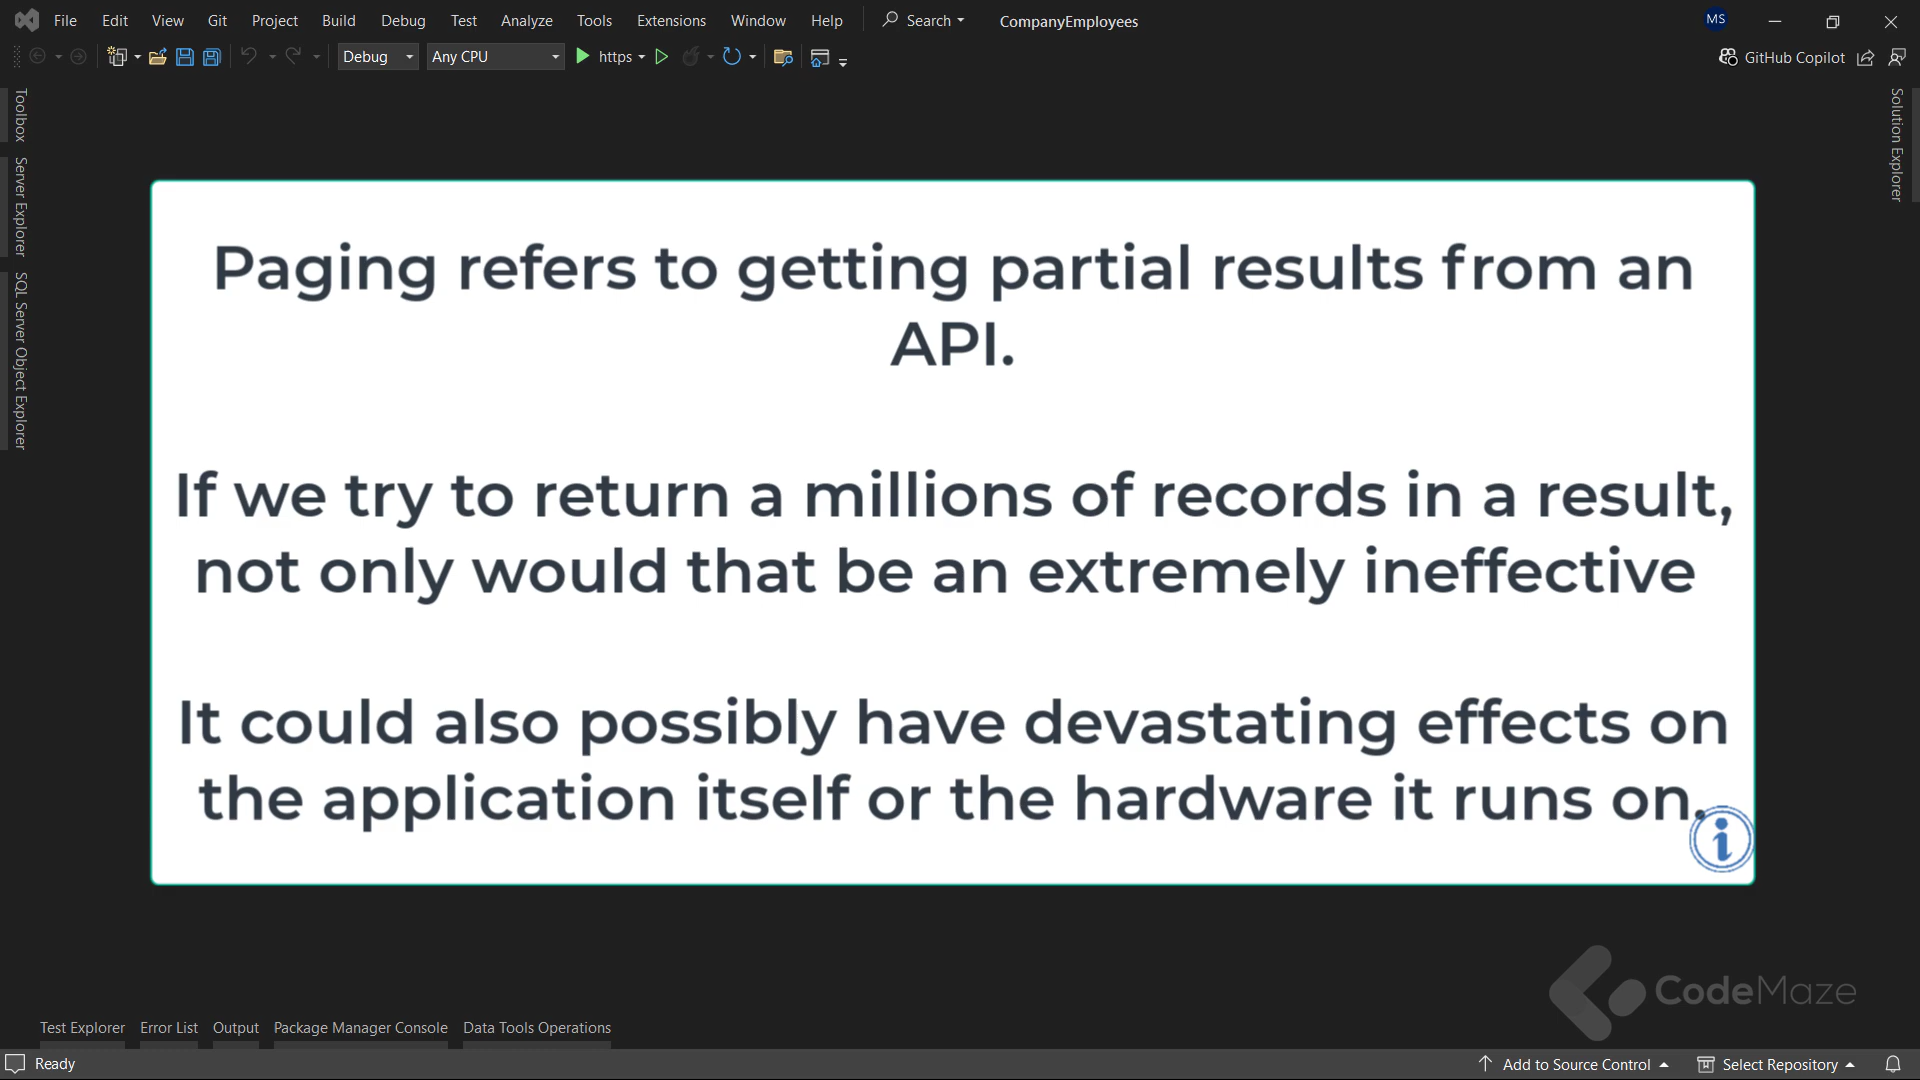 File Edit View Git Project Build Debug Test Analyze Tools Extensions Window Help Search CompanyEmployees MS
Debug Any CPU https GitHub Copilot
Toolbox
Server Explorer
SQL Server Object Explorer
Solution Explorer
Paging refers to getting partial results from an
API.
If we try to return a millions of records in a result,
not only would that be an extremely ineffective
It could also possibly have devastating effects on
the application itself or the hardware it runs on.
CodeMaze
Test Explorer Error List Output Package Manager Console Data Tools Operations
Ready Add to Source Control Select Repository